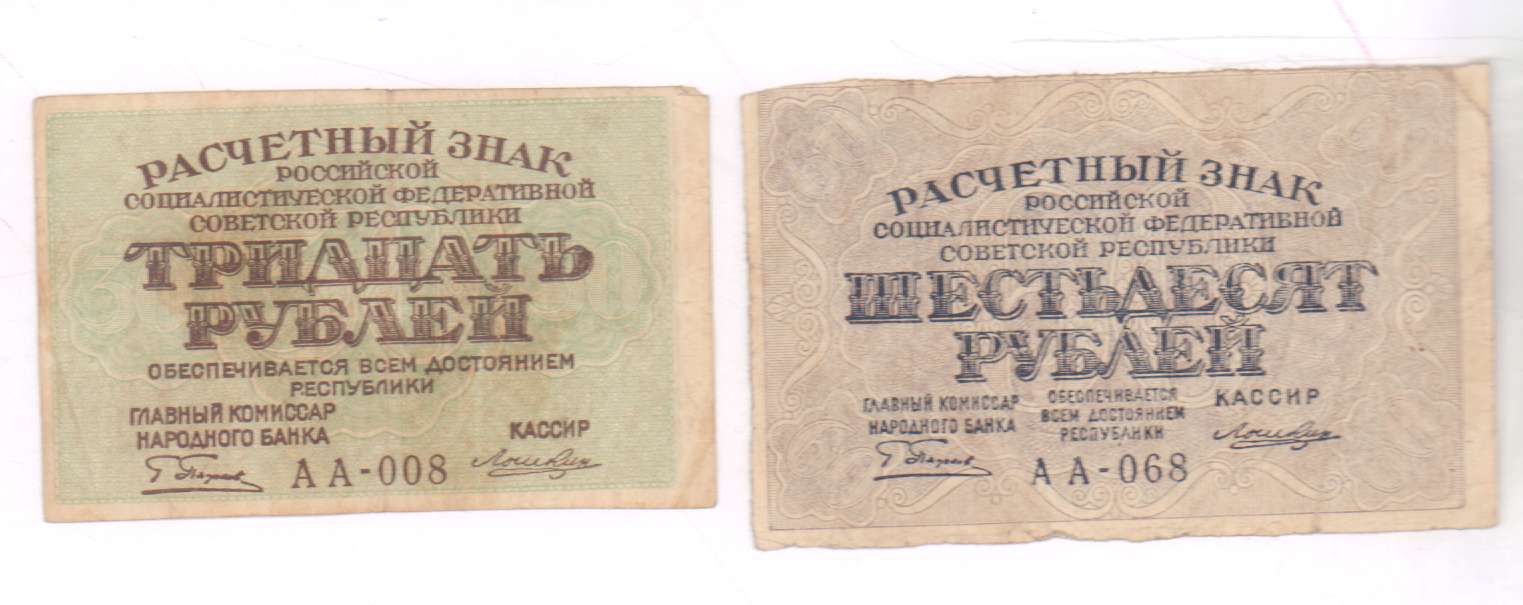 РАСЧЕТНЫЙ ЗНАК
РОССИЙСКОЙ
СОЦИАЛИСТИЧЕСКОЙ ФЕДЕРАТИВНОЙ
СОВЕТСКОЙ РЕСПУБЛИКИ
ТРИДЦАТЬ
РУБЛЕЙ
ОБЕСПЕЧИВАЕТСЯ ВСЕМ ДОСТОЯНИЕМ
РЕСПУБЛИКИ
ГЛАВНЫЙ КОМИССАР
НАРОДНОГО БАНКА
КАССИР
АА-008
РАСЧЕТНЫЙ ЗНАК
РОССИЙСКОЙ
СОЦИАЛИСТИЧЕСКОЙ ФЕДЕРАТИВНОЙ
СОВЕТСКОЙ РЕСПУБЛИКИ
ШЕСТЬДЕСЯТ
РУБЛЕЙ
ГЛАВНЫЙ КОМИССАР
НАРОДНОГО БАНКА
ОБЕСПЕЧИВАЕТСЯ
ВСЕМ ДОСТОЯНИЕМ
РЕСПУБЛИКИ
КАССИР
АА-068